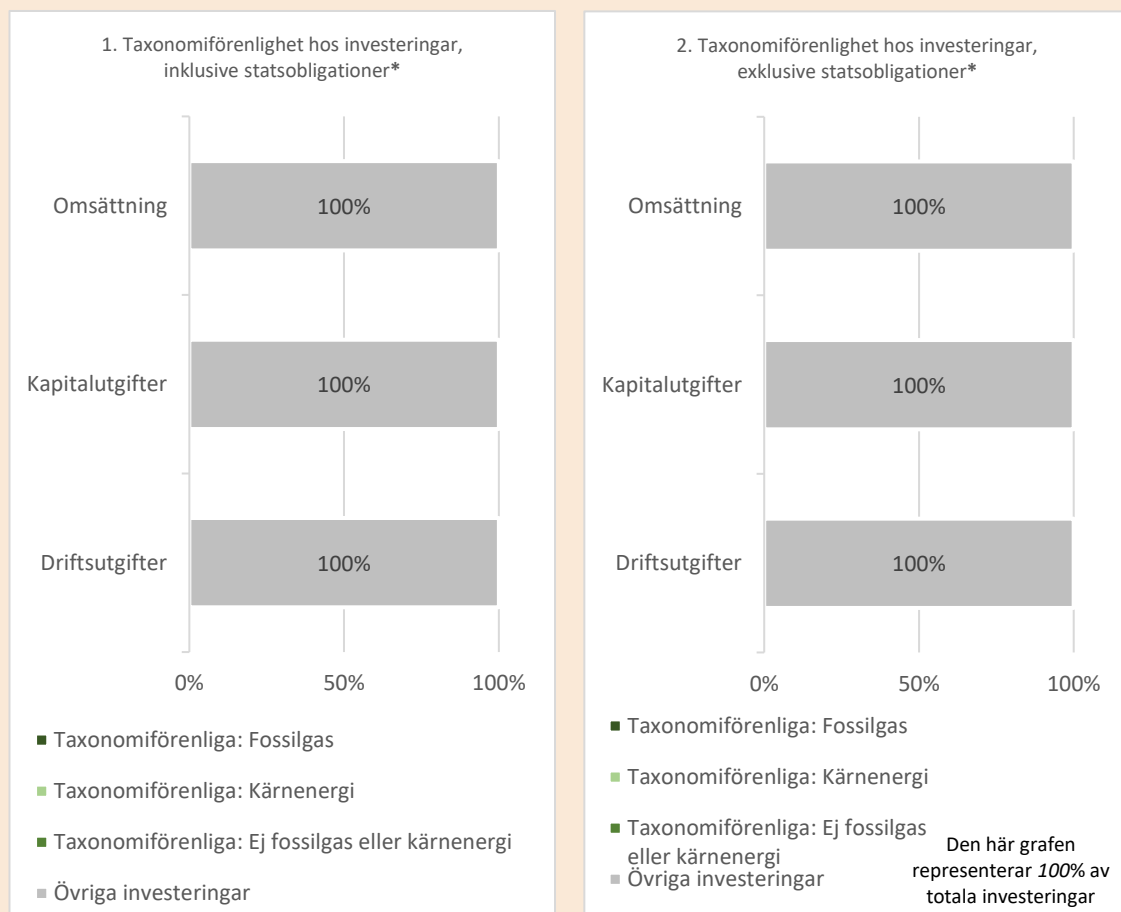 1. Taxonomiförenlighet hos investeringar,
inklusive statsobligationer*
Omsättning
100%
Kapitalutgifter
100%
Driftsutgifter
100%
0%
50%
100%
Taxonomiförenliga: Fossilgas
Taxonomiförenliga: Kärnenergi
Taxonomiförenliga: Ej fossilgas eller kärnenergi
Övriga investeringar
2. Taxonomiförenlighet hos investeringar,
exklusive statsobligationer*
Omsättning
100%
Kapitalutgifter
100%
Driftsutgifter
100%
0%
50%
100%
Taxonomiförenliga: Fossilgas
Taxonomiförenliga: Kärnenergi
Taxonomiförenliga: Ej fossilgas
eller kärnenergi
Övriga investeringar
Den här grafen
representerar 100% av
totala investeringar